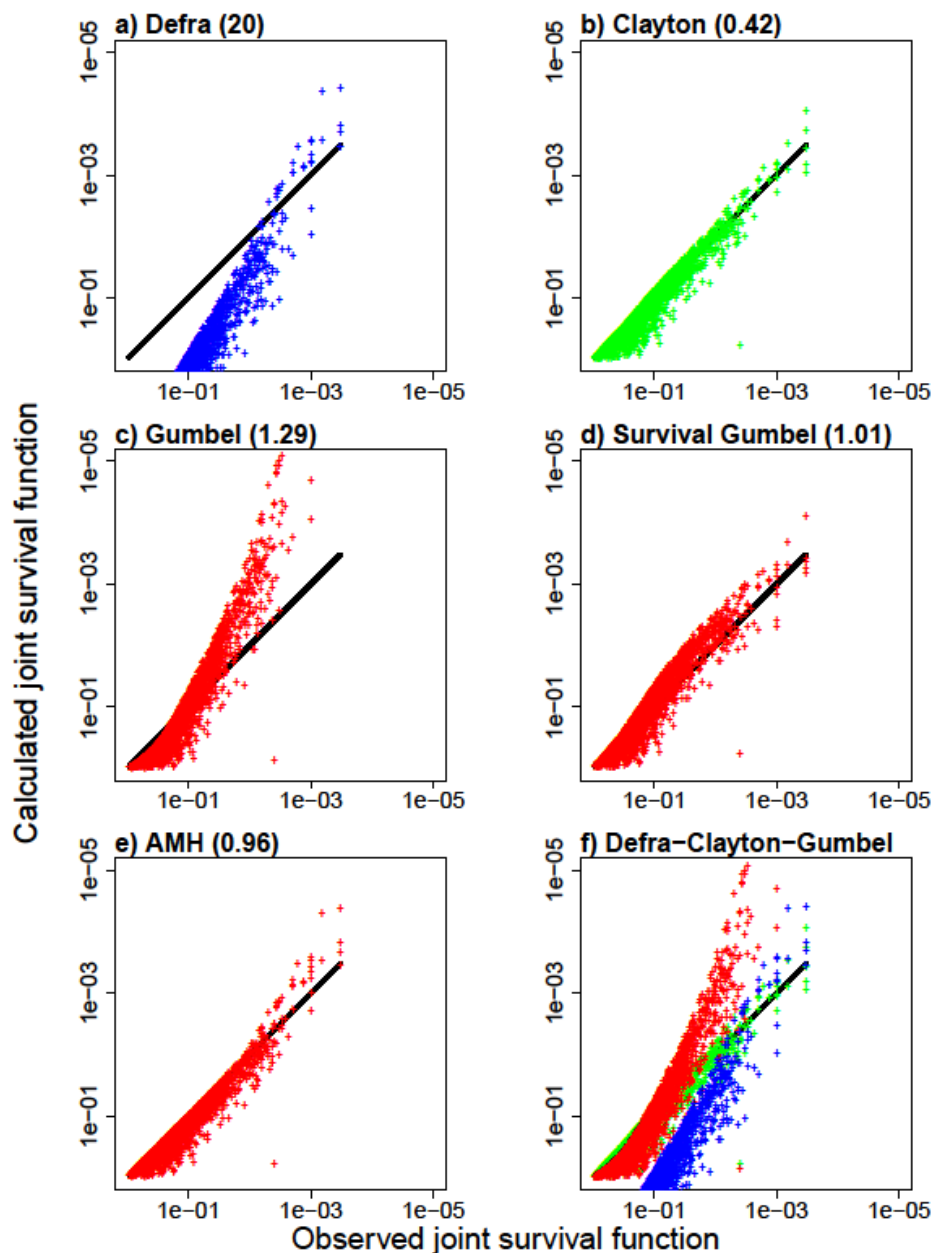 a) Defra (20)
1e−05
1e−03
1e−01
1e−01 1e−03 1e−05
b) Clayton (0.42)
1e−05
1e−03
1e−01
1e−01 1e−03 1e−05
c) Gumbel (1.29)
1e−05
1e−03
1e−01
1e−01 1e−03 1e−05
d) Survival Gumbel (1.01)
1e−05
1e−03
1e−01
1e−01 1e−03 1e−05
e) AMH (0.96)
1e−05
1e−03
1e−01
1e−01 1e−03 1e−05
f) Defra−Clayton−Gumbel
1e−05
1e−03
1e−01
1e−01 1e−03 1e−05
Calculated joint survival function
Observed joint survival function